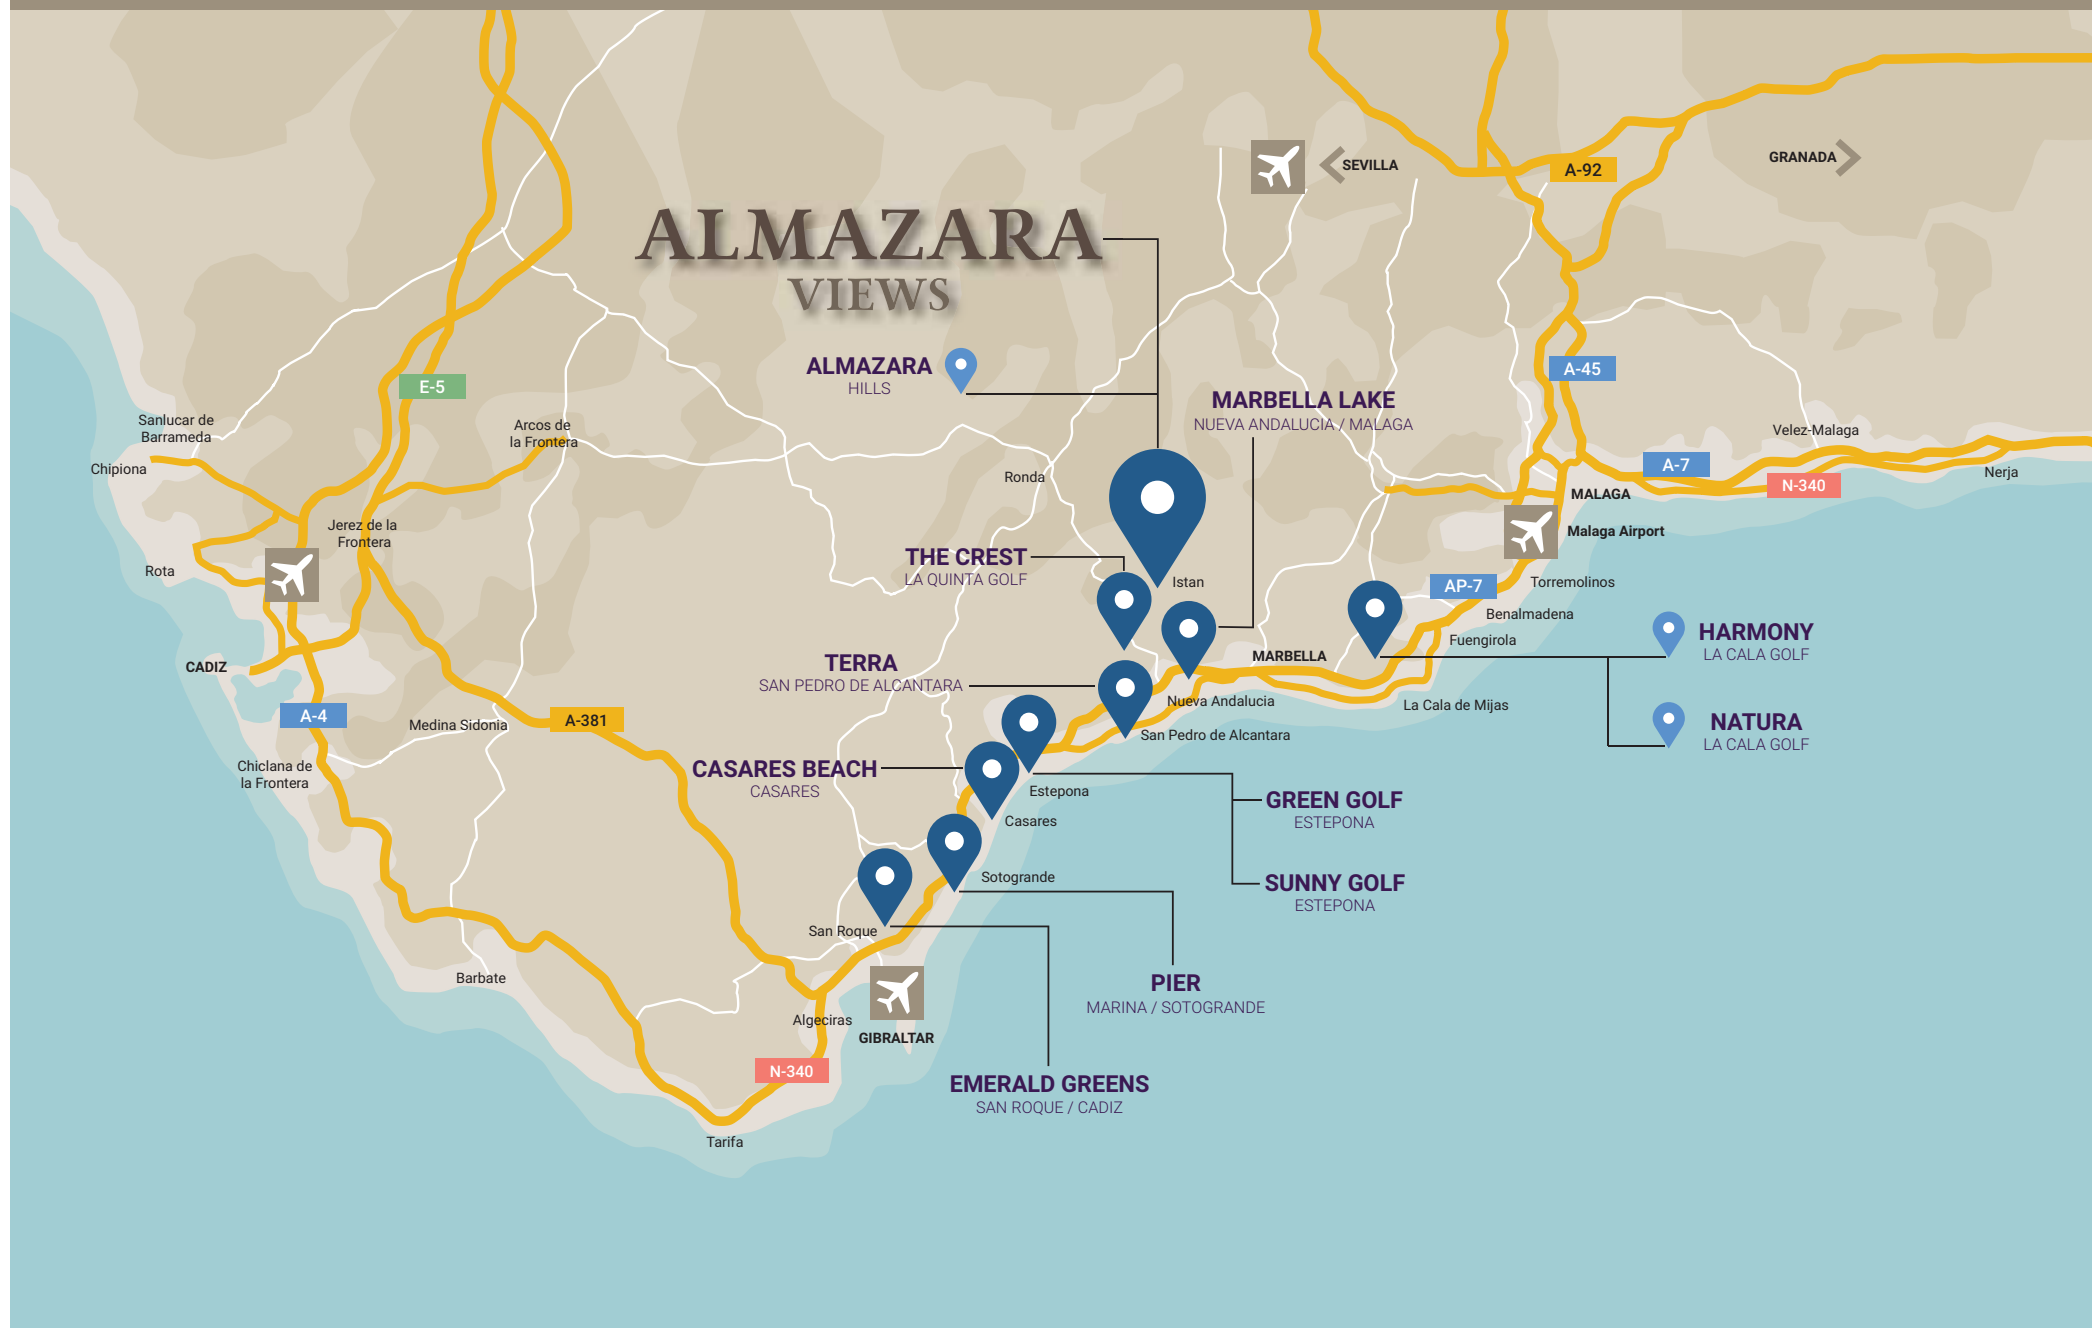 SEVILLA
GRANADA
A-92
ALMAZARA
VIEWS
ALMAZARA
HILLS
A-45
E-5
MARBELLA LAKE
NUEVA ANDALUCIA / MALAGA
Sanlucar de
Barrameda
Arcos de
la Frontera
Velez-Malaga
Chipiona
Ronda
A-7
Nerja
N-340
MALAGA
Jerez de la
Frontera
Malaga Airport
THE CREST
LA QUINTA GOLF
Rota
Istan
AP-7
Torremolinos
Benalmadena
Fuengirola
HARMONY
LA CALA GOLF
CADIZ
TERRA
SAN PEDRO DE ALCANTARA
MARBELLA
Nueva Andalucia
La Cala de Mijas
A-4
Medina Sidonia
A-381
San Pedro de Alcantara
NATURA
LA CALA GOLF
Chiclana de
la Frontera
CASARES BEACH
CASARES
Estepona
GREEN GOLF
ESTEPONA
Casares
Sotogrande
SUNNY GOLF
ESTEPONA
San Roque
Barbate
PIER
MARINA / SOTOGRANDE
Algeciras
GIBRALTAR
N-340
EMERALD GREENS
SAN ROQUE / CADIZ
Tarifa